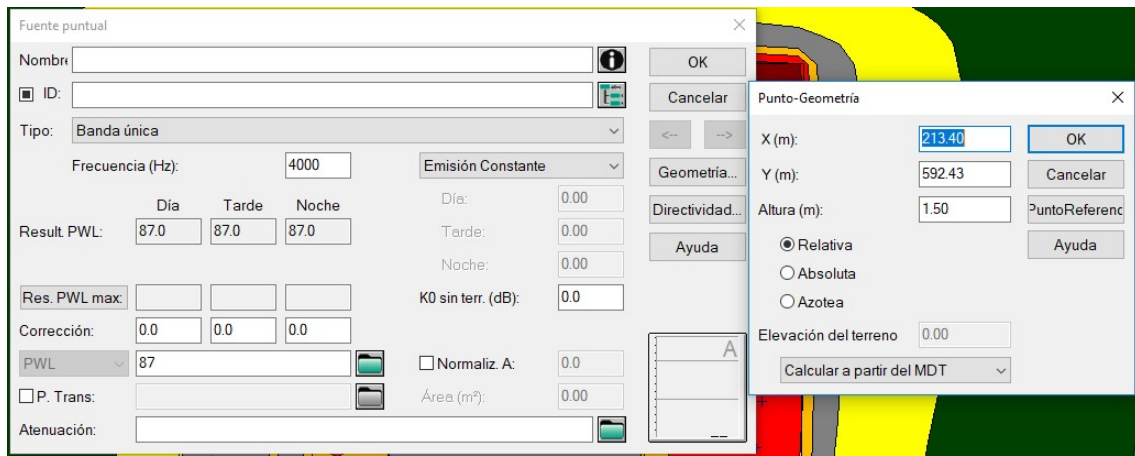 Fuente puntual
Nombre
OK
ID:
Cancelar
Tipo: Banda única
<-- -->
Frecuencia (Hz): 4000 Emisión Constante
Geometría...
Día Tarde Noche
Día: 0.00
Directividad...
Result. PWL: 87.0 87.0 87.0
Tarde: 0.00
Ayuda
Noche: 0.00
Res. PWL max:
K0 sin terr. (dB): 0.0
Corrección: 0.0 0.0 0.0
PWL 87
Normaliz. A: 0.0
A
P. Trans:
Área (m²): 0.00
Atenuación:
Punto-Geometría
X (m): 213.40 OK
Y (m): 592.43 Cancelar
Altura (m): 1.50 PuntoReferenc
Relativa Ayuda
Absoluta
Azotea
Elevación del terreno 0.00
Calcular a partir del MDT